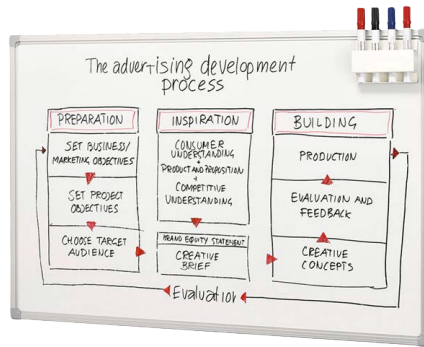 The advertising development
process
PREPARATION
SET BUSINESS/
MARKETING OBJECTIVES
SET PROJECT
OBJECTIVES
CHOOSE TARGET
AUDIENCE
INSPIRATION
CONSUMER
UNDERSTANDING
+
PRODUCT AND PROPOSITION
+
COMPETITIVE
UNDERSTANDING
BRAND EQUITY STATEMENT
CREATIVE
BRIEF
BUILDING
PRODUCTION
EVALUATION AND
FEEDBACK
CREATIVE
CONCEPTS
Evaluation